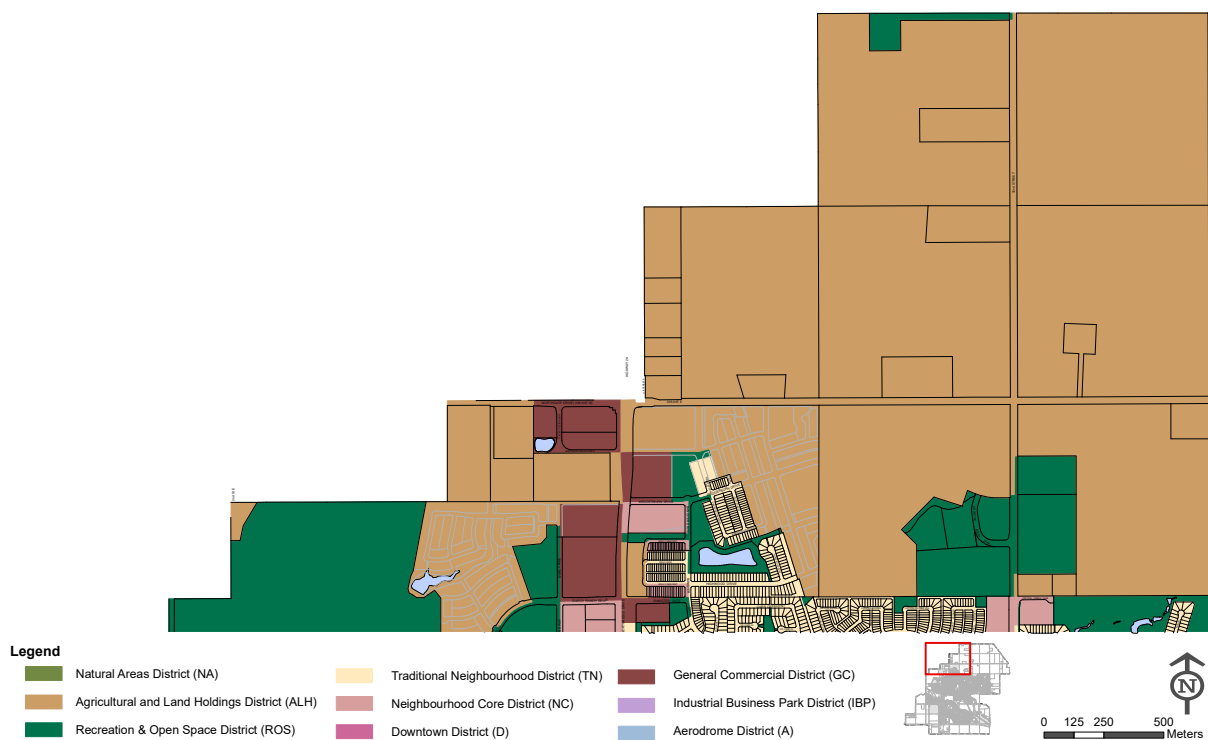 Legend
Natural Areas District (NA)
Agricultural and Land Holdings District (ALH)
Recreation & Open Space District (ROS)
Traditional Neighbourhood District (TN)
Neighbourhood Core District (NC)
Downtown District (D)
General Commercial District (GC)
Industrial Business Park District (IBP)
Aerodrome District (A)
N
0 125 250 500
Meters